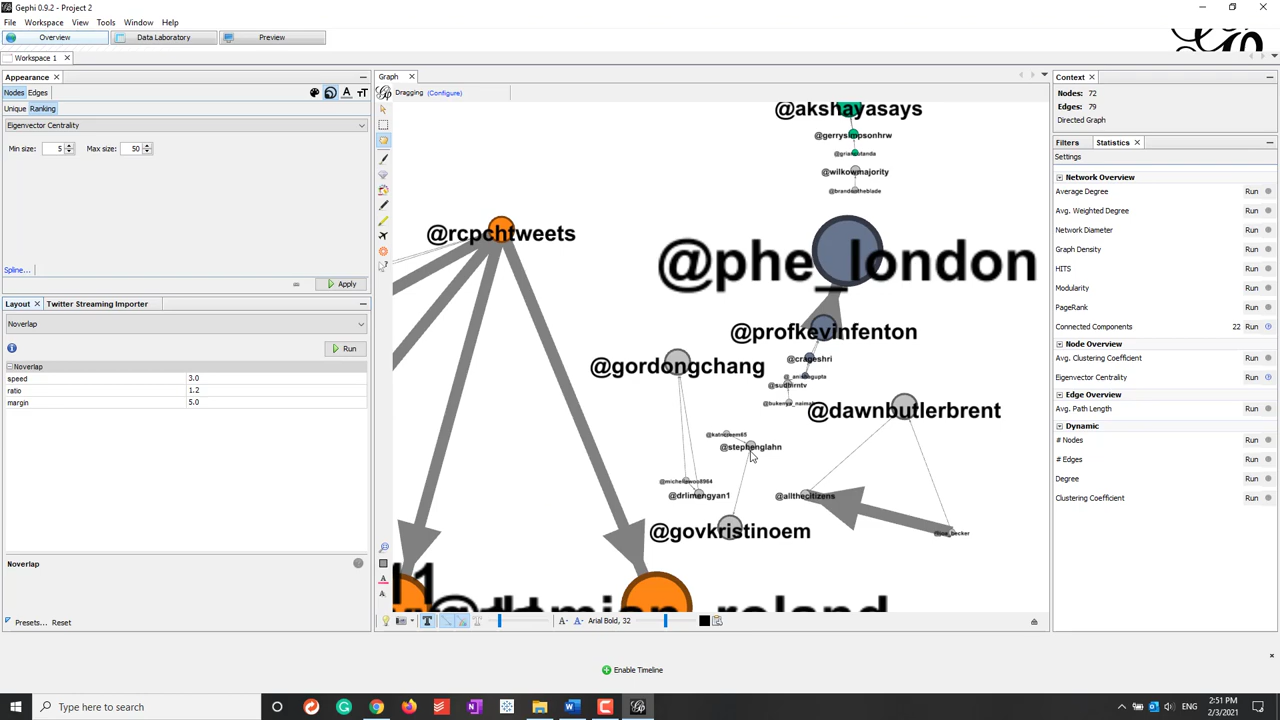 Gephi 0.9.2 - Project 2
File Workspace View Tools Window Help
Overview Data Laboratory Preview
Workspace 1
Appearance
Nodes Edges
Unique Ranking
Eigenvector Centrality
Min size: 5 Max size: 50
Spline...
Apply
Layout Twitter Streaming Importer
Noverlap
Run
Noverlap
speed 3.0
ratio 1.2
margin 5.0
Noverlap
Presets... Reset
Graph
Dragging (Configure)
@akshayasays
@gerrysimpsonhrw
@wilkowmajority
@brandontheblade
@rcpchtweets
@phe_london
@profkevinfenton
@gordongchang
@crageshri
@sudhirntv
@dawnbutlerbrent
@stephenglahn
@michellewoo8964
@drlimengyan1
@allthecitizens
@govkristinoem
Arial Bold, 32
Context
Nodes: 72
Edges: 79
Directed Graph
Filters Statistics
Settings
Network Overview
Average Degree Run
Avg. Weighted Degree Run
Network Diameter Run
Graph Density Run
HITS Run
Modularity Run
PageRank Run
Connected Components 22 Run
Node Overview
Avg. Clustering Coefficient Run
Eigenvector Centrality Run
Edge Overview
Avg. Path Length Run
Dynamic
# Nodes Run
# Edges Run
Degree Run
Clustering Coefficient Run
Enable Timeline
Type here to search
ENG
2:51 PM
2/3/2021